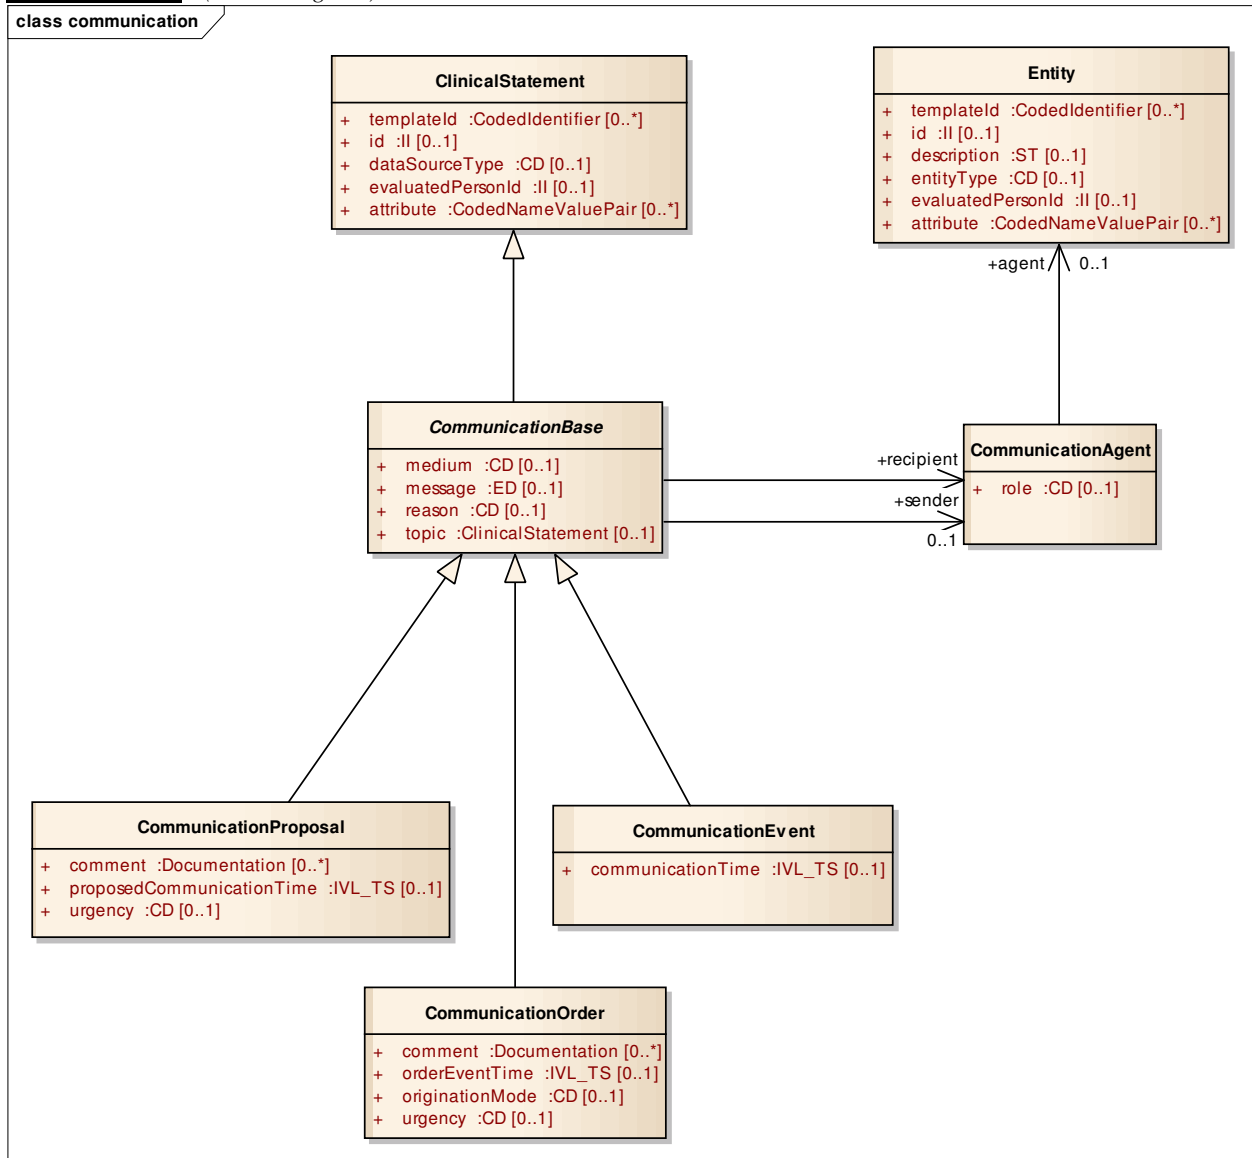 class communication
ClinicalStatement
+ templateId :CodedIdentifier [0..*]
+ id :II [0..1]
+ dataSourceType :CD [0..1]
+ evaluatedPersonId :II [0..1]
+ attribute :CodedNameValuePair [0..*]
Entity
+ templateId :CodedIdentifier [0..*]
+ id :II [0..1]
+ description :ST [0..1]
+ entityType :CD [0..1]
+ evaluatedPersonId :II [0..1]
+ attribute :CodedNameValuePair [0..*]
+agent 0..1
CommunicationBase
+ medium :CD [0..1]
+ message :ED [0..1]
+ reason :CD [0..1]
+ topic :ClinicalStatement [0..1]
+recipient
+sender
0..1
CommunicationAgent
+ role :CD [0..1]
CommunicationProposal
+ comment :Documentation [0..*]
+ proposedCommunicationTime :IVL_TS [0..1]
+ urgency :CD [0..1]
CommunicationEvent
+ communicationTime :IVL_TS [0..1]
CommunicationOrder
+ comment :Documentation [0..*]
+ orderEventTime :IVL_TS [0..1]
+ originationMode :CD [0..1]
+ urgency :CD [0..1]